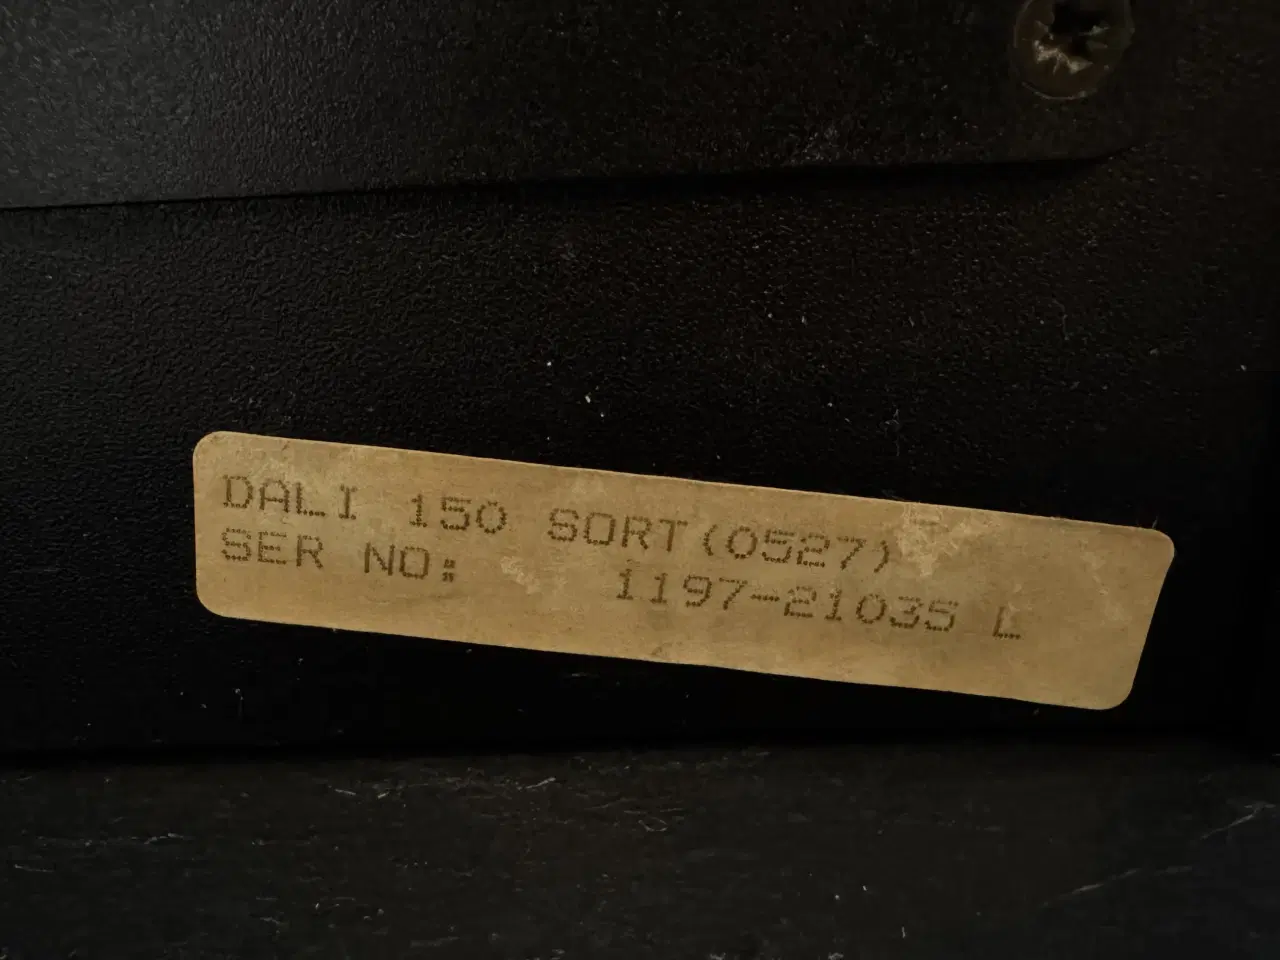 DALI 150 SORT(0527)
SER NO: 1197-21035 L